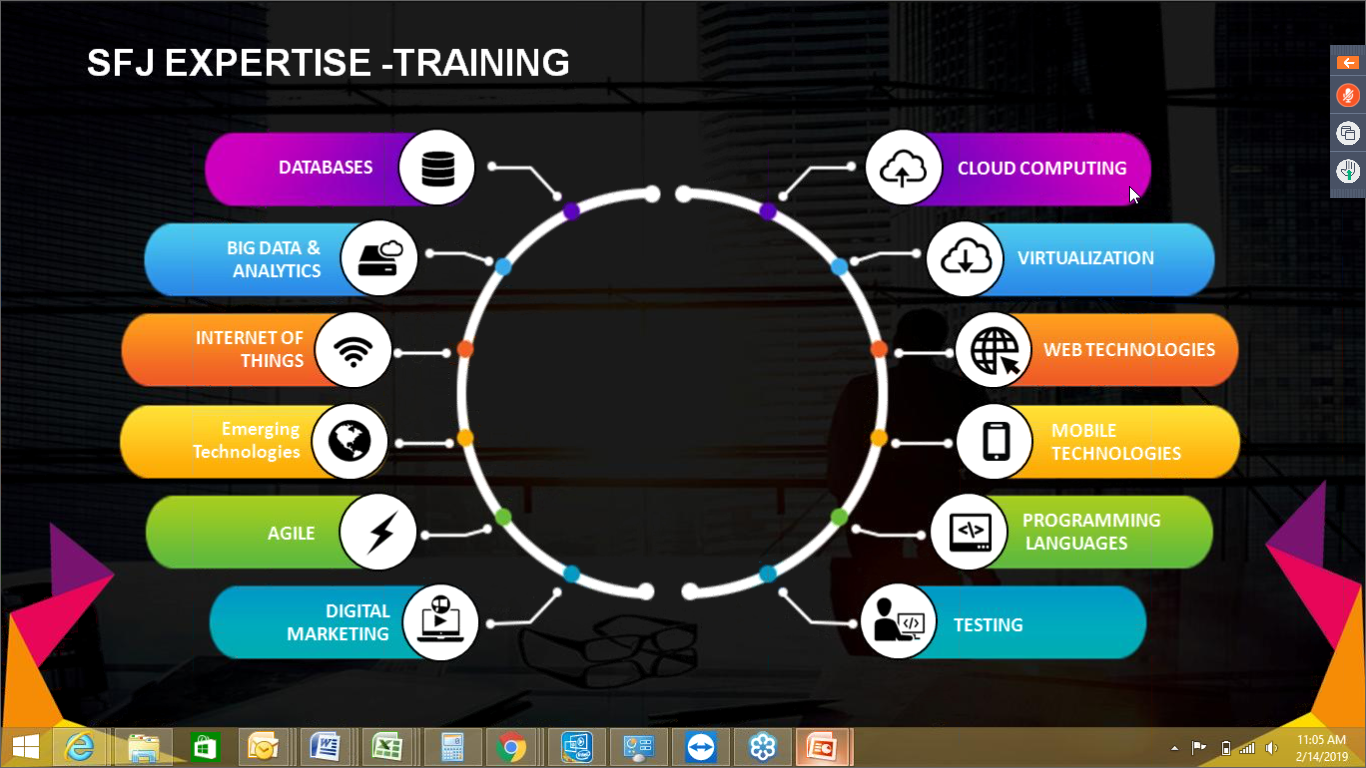 SFJ EXPERTISE -TRAINING
DATABASES
BIG DATA &
ANALYTICS
INTERNET OF
THINGS
Emerging
Technologies
AGILE
DIGITAL
MARKETING
CLOUD COMPUTING
VIRTUALIZATION
WEB TECHNOLOGIES
MOBILE
TECHNOLOGIES
PROGRAMMING
LANGUAGES
TESTING
11:05 AM
2/14/2019